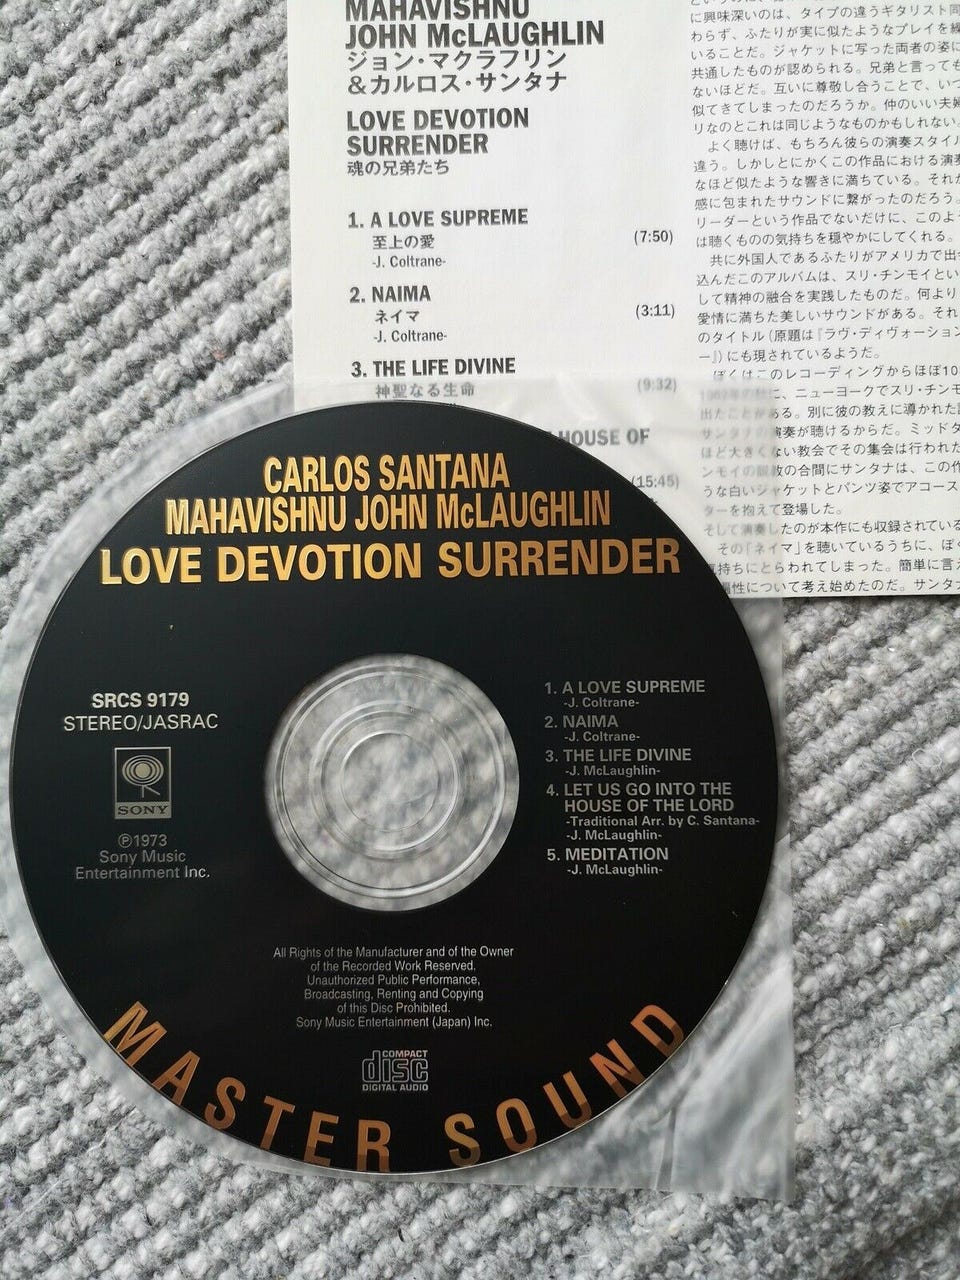 MAHAVISHNU
JOHN McLAUGHLIN
ジョン・マクラフリン
＆カルロス・サンタナ
LOVE DEVOTION
SURRENDER
魂の兄弟たち
1. A LOVE SUPREME
至上の愛
(7:50)
-J. Coltrane-
2. NAIMA
ネイマ
(3:11)
-J. Coltrane-
3. THE LIFE DIVINE
神聖なる生命
(9:32)
HOUSE OF
(15:45)
に興味深いのは、タイプの違うギタリスト同
わらず、ふたりが実に似たようなプレイを繰
いることだ。ジャケットに写った両者の姿に
共通したものが認められる。兄弟と言っても
ないほどだ。互いに尊敬し合うことで、いつ
似てきてしまったのだろうか。仲のいい夫婦
リなのとこれは同じようなものかもしれない。
よく聴けば、もちろん彼らの演奏スタイル
違う。しかしとにかくこの作品における演奏
なほど似たような響きに満ちている。それが
感に包まれたサウンドに繋がったのだろう。
リーダーという作品でないだけに、このよう
は聴くものの気持ちを穏やかにしてくれる。
共に外国人であるふたりがアメリカで出会
込んだこのアルバムは、スリ・チンモイとい
して精神の融合を実践したものだ。何より
愛情に満ちた美しいサウンドがある。それ
のタイトル（原題は『ラヴ・ディヴォーション
ー』）にも現されているようだ。
ぼくはこのレコーディングからほぼ10
に、ニューヨークでスリ・チンモ
出たことがある。別に彼の教えに導かれた
サンタナの演奏が聴けるからだ。ミッドタ
ほど大きくない教会でその集会は行われた
ンモイの説教の合間にサンタナは、この作
うな白いジャケットとパンツ姿でアコース
ターを抱えて登場した。
そして演奏したのが本作にも収録されている
その「ネイマ」を聴いているうちに、ぼく
気持ちにとらわれてしまった。簡単に言え
性について考え始めたのだ。サンタナ
CARLOS SANTANA
MAHAVISHNU JOHN McLAUGHLIN
LOVE DEVOTION SURRENDER
SRCS 9179
STEREO/JASRAC
SONY
℗1973
Sony Music
Entertainment Inc.
1. A LOVE SUPREME
-J. Coltrane-
2. NAIMA
-J. Coltrane-
3. THE LIFE DIVINE
-J. McLaughlin-
4. LET US GO INTO THE
HOUSE OF THE LORD
-Traditional Arr. by C. Santana-
-J. McLaughlin-
5. MEDITATION
-J. McLaughlin-
All Rights of the Manufacturer and of the Owner
of the Recorded Work Reserved.
Unauthorized Public Performance,
Broadcasting, Renting and Copying
of this Disc Prohibited.
Sony Music Entertainment (Japan) Inc.
COMPACT
disc
DIGITAL AUDIO
MASTER SOUND